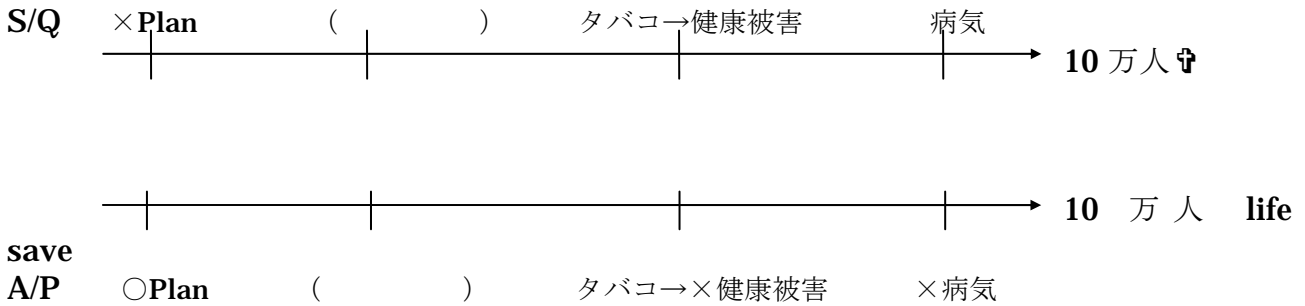 S/Q ×Plan （ ） タバコ→健康被害 病気
10 万人✞
10 万 人 life
save
A/P ○Plan （ ） タバコ→×健康被害 ×病気